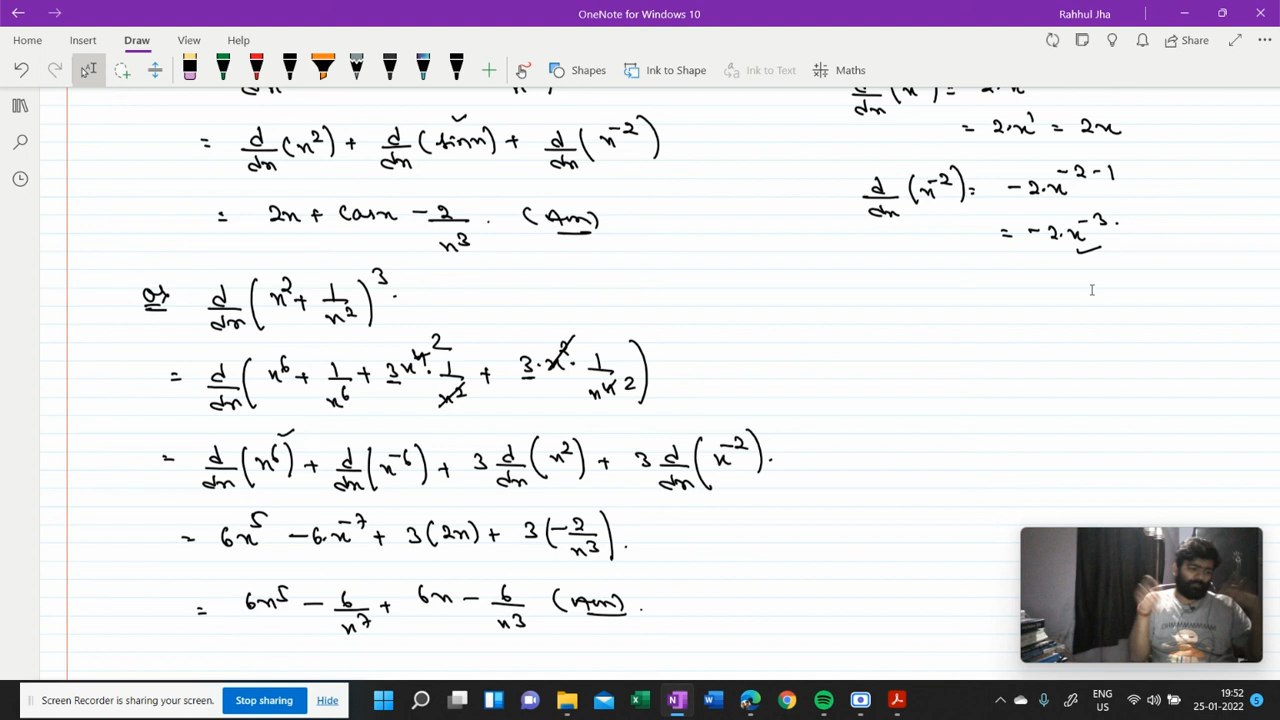 OneNote for Windows 10
Rahhul Jha
Home Insert Draw View Help
Share
Shapes Ink to Shape Ink to Text Maths
= d/dx (x²) + d/dx (sinx) + d/dx (x⁻²)
= 2x + cosx - 2/x³ . (Ans)
Q5 d/dx (x² + 1/x²)³.
= d/dx (x⁶ + 1/x⁶ + 3x⁴² · 1/x² + 3·x² · 1/x⁴ 2)
= d/dx (x⁶) + d/dx (x⁻⁶) + 3 d/dx (x²) + 3 d/dx (x⁻²).
= 6x⁵ - 6·x⁻⁷ + 3(2x) + 3(-2/x³).
= 6x⁵ - 6/x⁷ + 6x - 6/x³ (Ans).
= 2·x¹ = 2x
d/dx (x⁻²) = -2·x⁻²⁻¹
= -2·x⁻³.
Screen Recorder is sharing your screen. Stop sharing Hide
ENG
US
19:52
25-01-2022